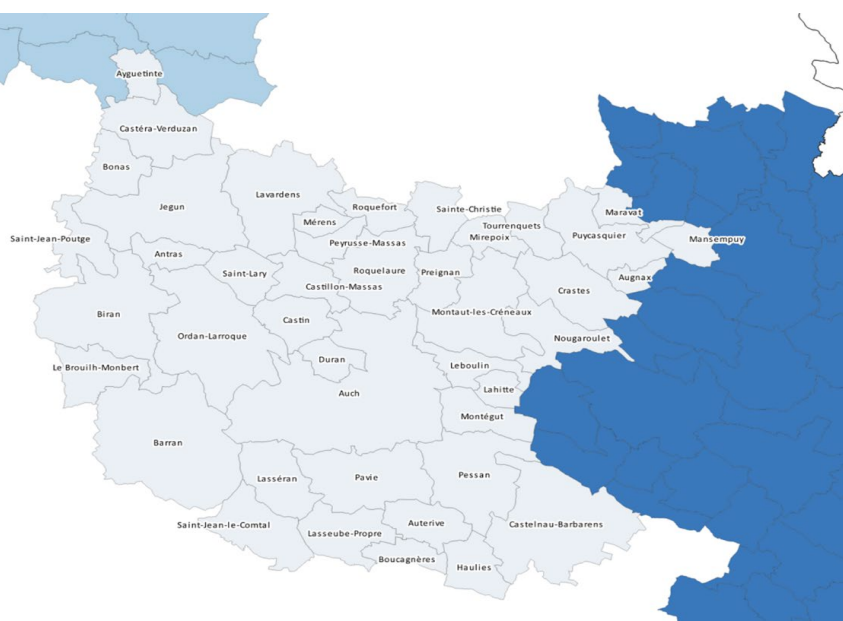 Ayguetinte
Castéra-Verduzan
Bonas
Jegun
Lavardens
Roquefort
Sainte-Christie
Maravat
Mérens
Tourrenquets
Saint-Jean-Poutge
Peyrusse-Massas
Mirepoix
Puycasquier
Mansempuy
Antras
Saint-Lary
Roquelaure
Preignan
Augnax
Castillon-Massas
Crastes
Biran
Castin
Montaut-les-Créneaux
Ordan-Larroque
Nougaroulet
Le Brouilh-Monbert
Duran
Leboulin
Auch
Lahitte
Montégut
Barran
Lasséran
Pavie
Pessan
Saint-Jean-le-Comtal
Lasseube-Propre
Auterive
Castelnau-Barbarens
Boucagnères
Haulies